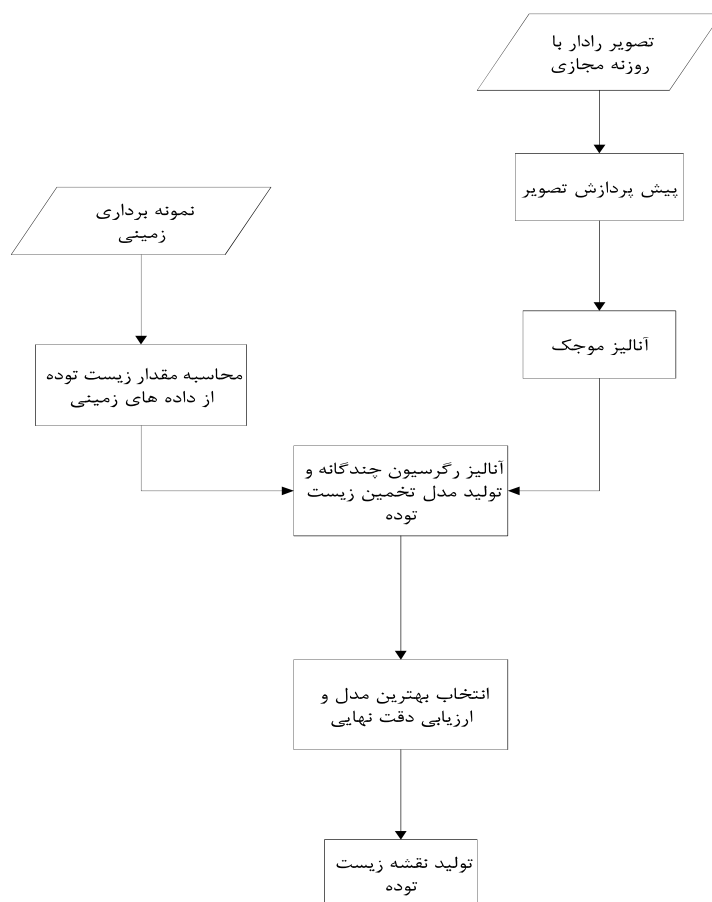 تصویر رادار با
روزنه مجازی
پیش پردازش تصویر
نمونه برداری
زمینی
آنالیز موجک
محاسبه مقدار زیست توده
از داده های زمینی
آنالیز رگرسیون چندگانه و
تولید مدل تخمین زیست
توده
انتخاب بهترین مدل و
ارزیابی دقت نهایی
تولید نقشه زیست
توده